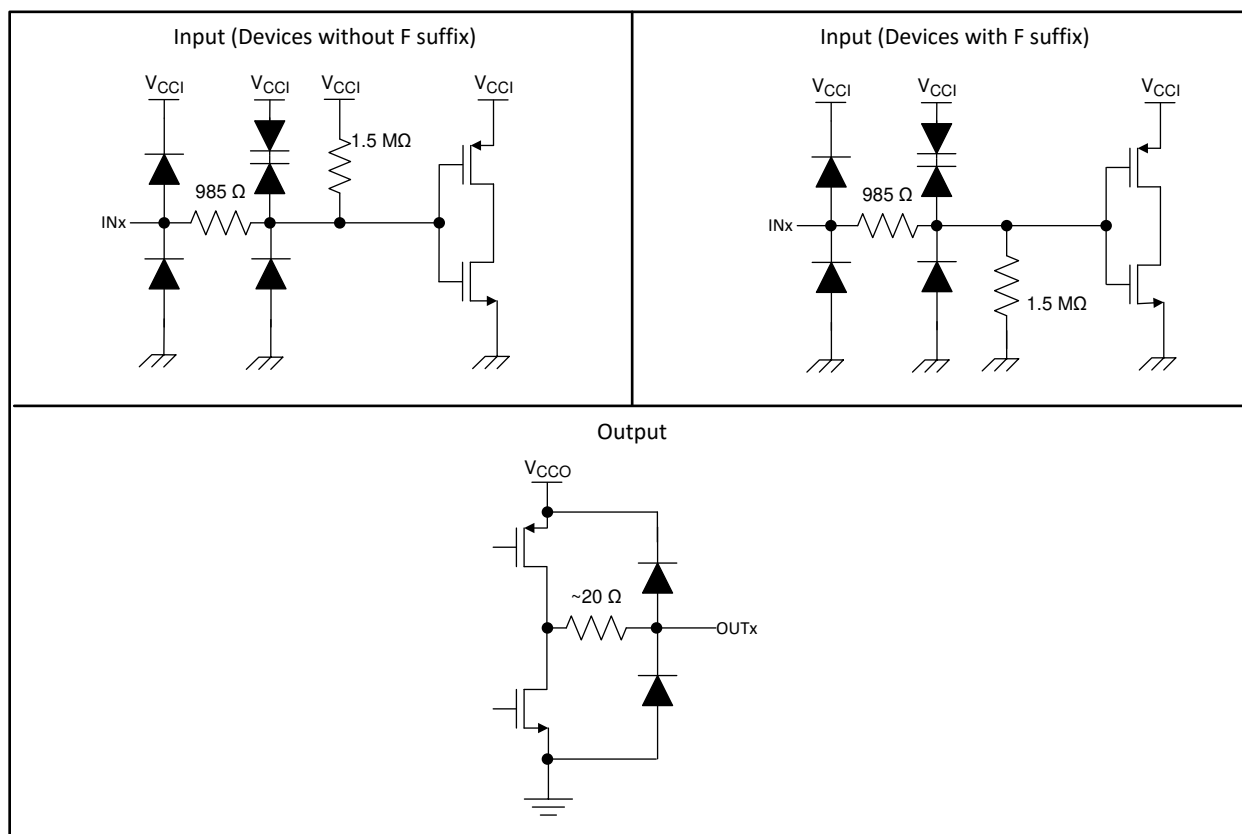 Input (Devices without F suffix)
VCCI VCCI VCCI VCCI
1.5 MΩ
985 Ω
INx
Input (Devices with F suffix)
VCCI VCCI VCCI
985 Ω
INx
1.5 MΩ
Output
VCCO
~20 Ω
OUTx